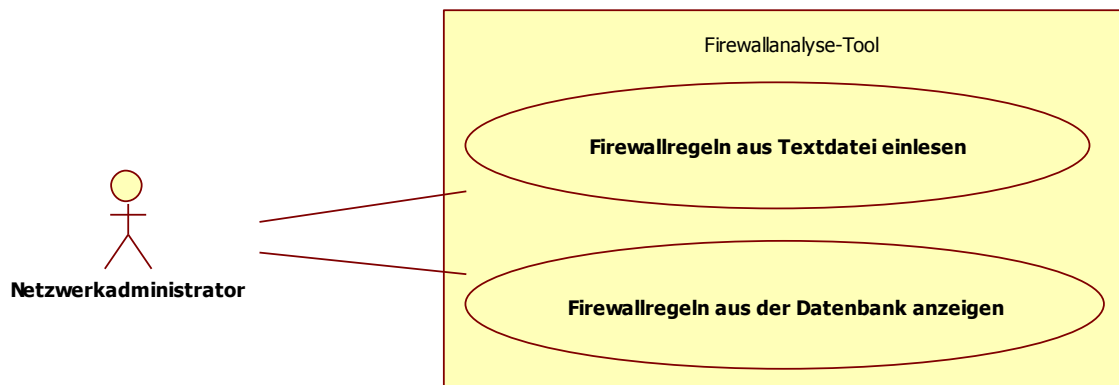 Firewallanalyse-Tool
Firewallregeln aus Textdatei einlesen
Netzwerkadministrator
Firewallregeln aus der Datenbank anzeigen